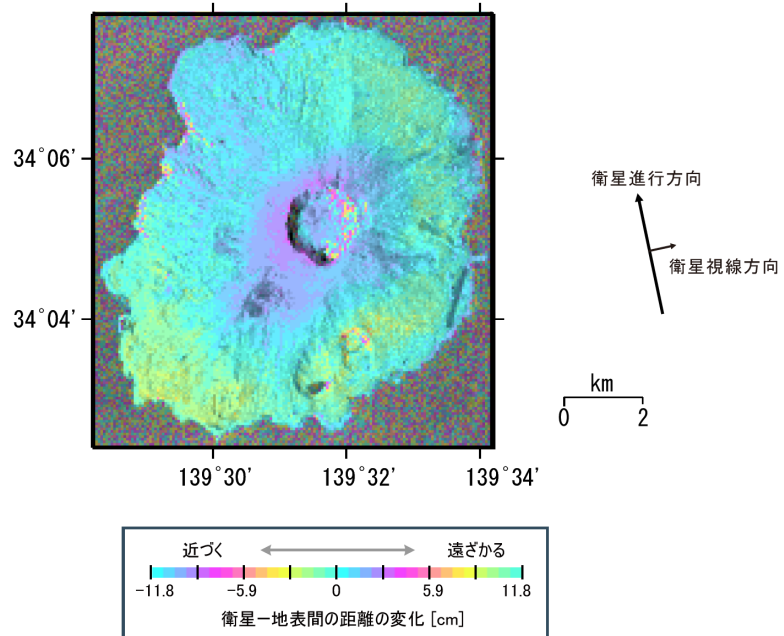 34°06'
34°04'
139°30'
139°32'
139°34'
衛星進行方向
衛星視線方向
km
0 2
近づく 遠ざかる
-11.8 -5.9 0 5.9 11.8
衛星－地表間の距離の変化 [cm]